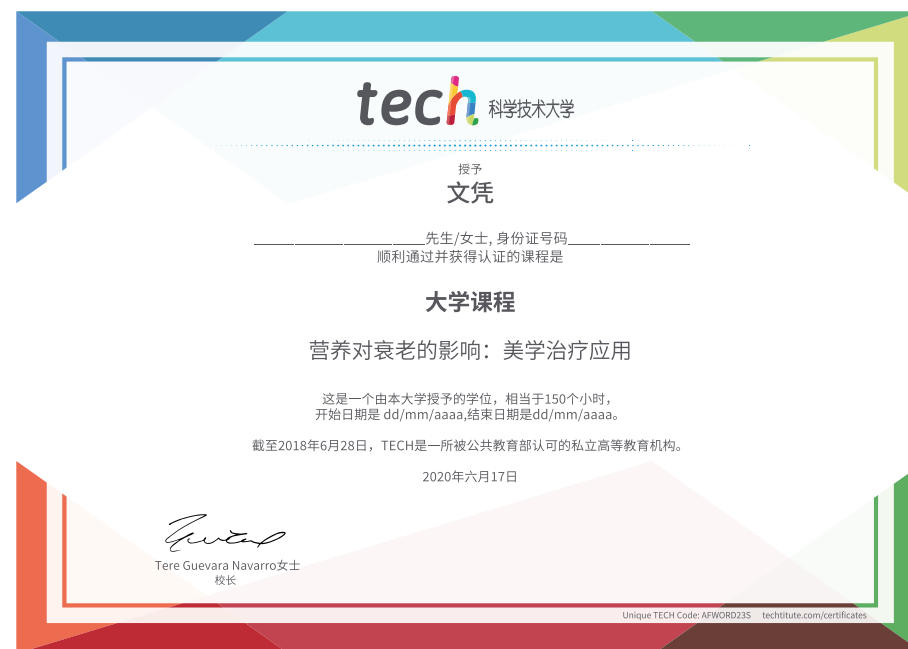 tech 科学技术大学
授予
文凭
先生/女士, 身份证号码
顺利通过并获得认证的课程是
大学课程
营养对衰老的影响：美学治疗应用
这是一个由本大学授予的学位，相当于150个小时，
开始日期是 dd/mm/aaaa,结束日期是dd/mm/aaaa。
截至2018年6月28日，TECH是一所被公共教育部认可的私立高等教育机构。
2020年六月17日
Tere Guevara Navarro女士
校长
Unique TECH Code: AFWORD23S techtitute.com/certificates